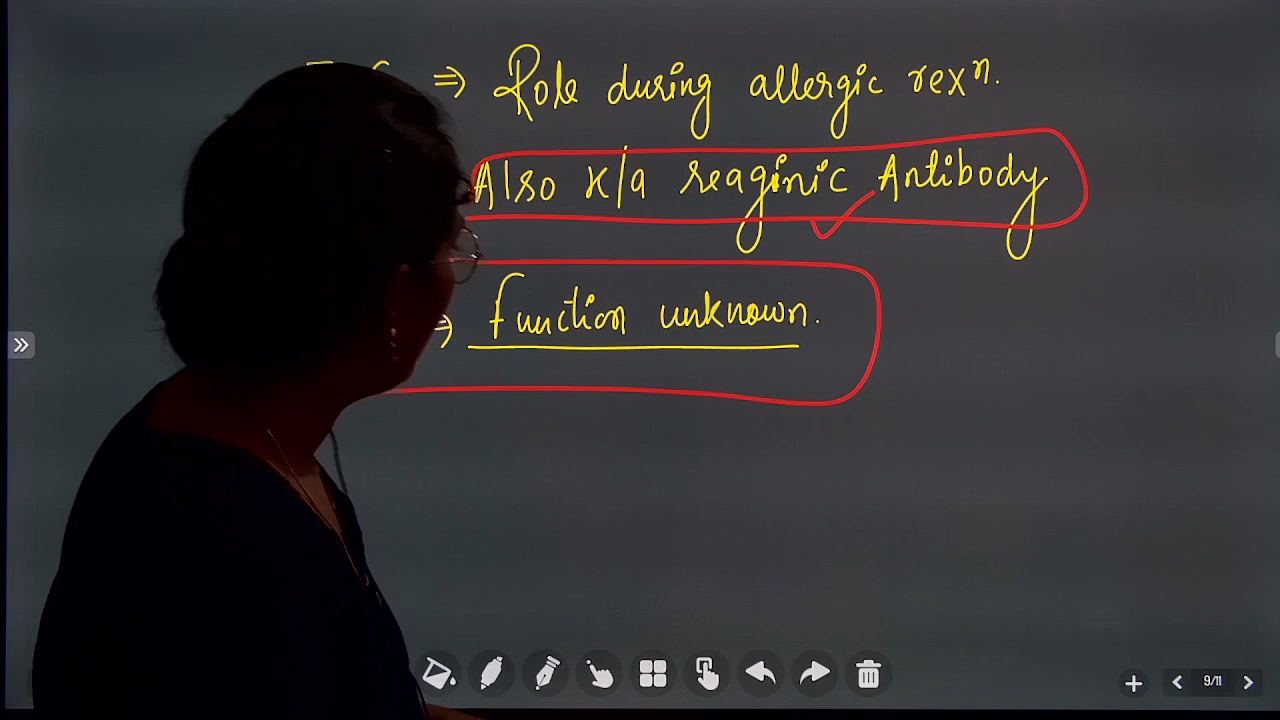 ⇒ Role during allergic rexⁿ.
Also k/a reaginic Antibody
⇒ function unknown.
9/11